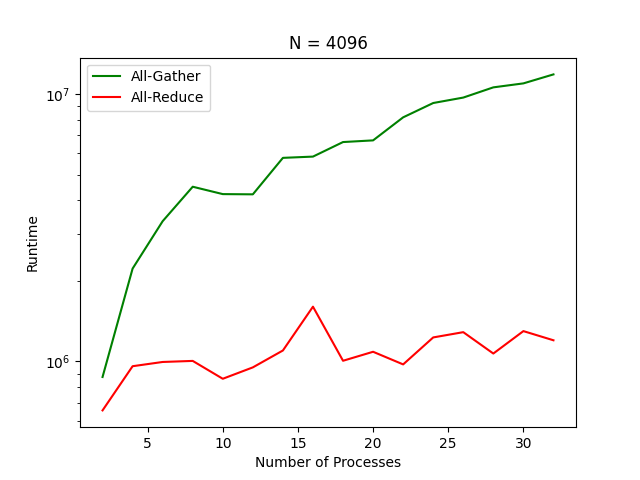 N = 4096
All-Gather
All-Reduce
10⁷
10⁶
Runtime
5
10
15
20
25
30
Number of Processes